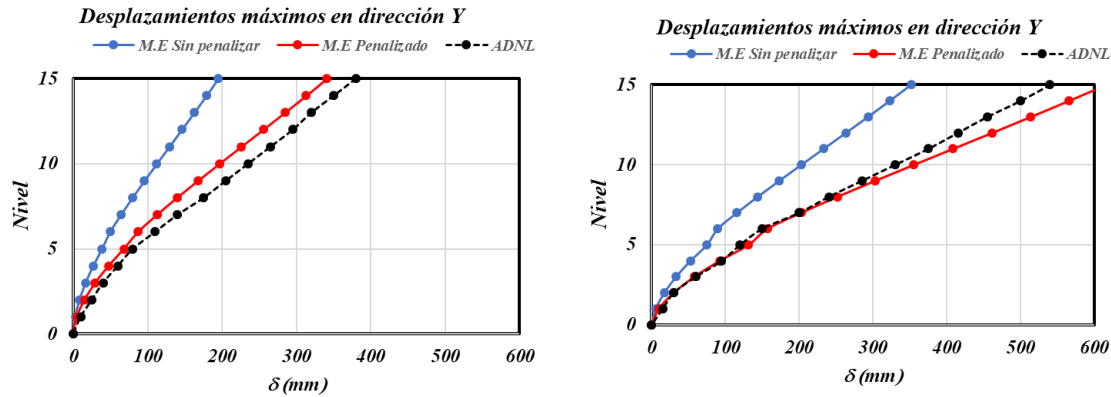 Desplazamientos máximos en dirección Y
M.E Sin penalizar M.E Penalizado ADNL
15
10
5
0
Nivel
0 100 200 300 400 500 600
δ (mm)
Desplazamientos máximos en dirección Y
M.E Sin penalizar M.E Penalizado ADNL
15
10
5
0
Nivel
0 100 200 300 400 500 600
δ (mm)